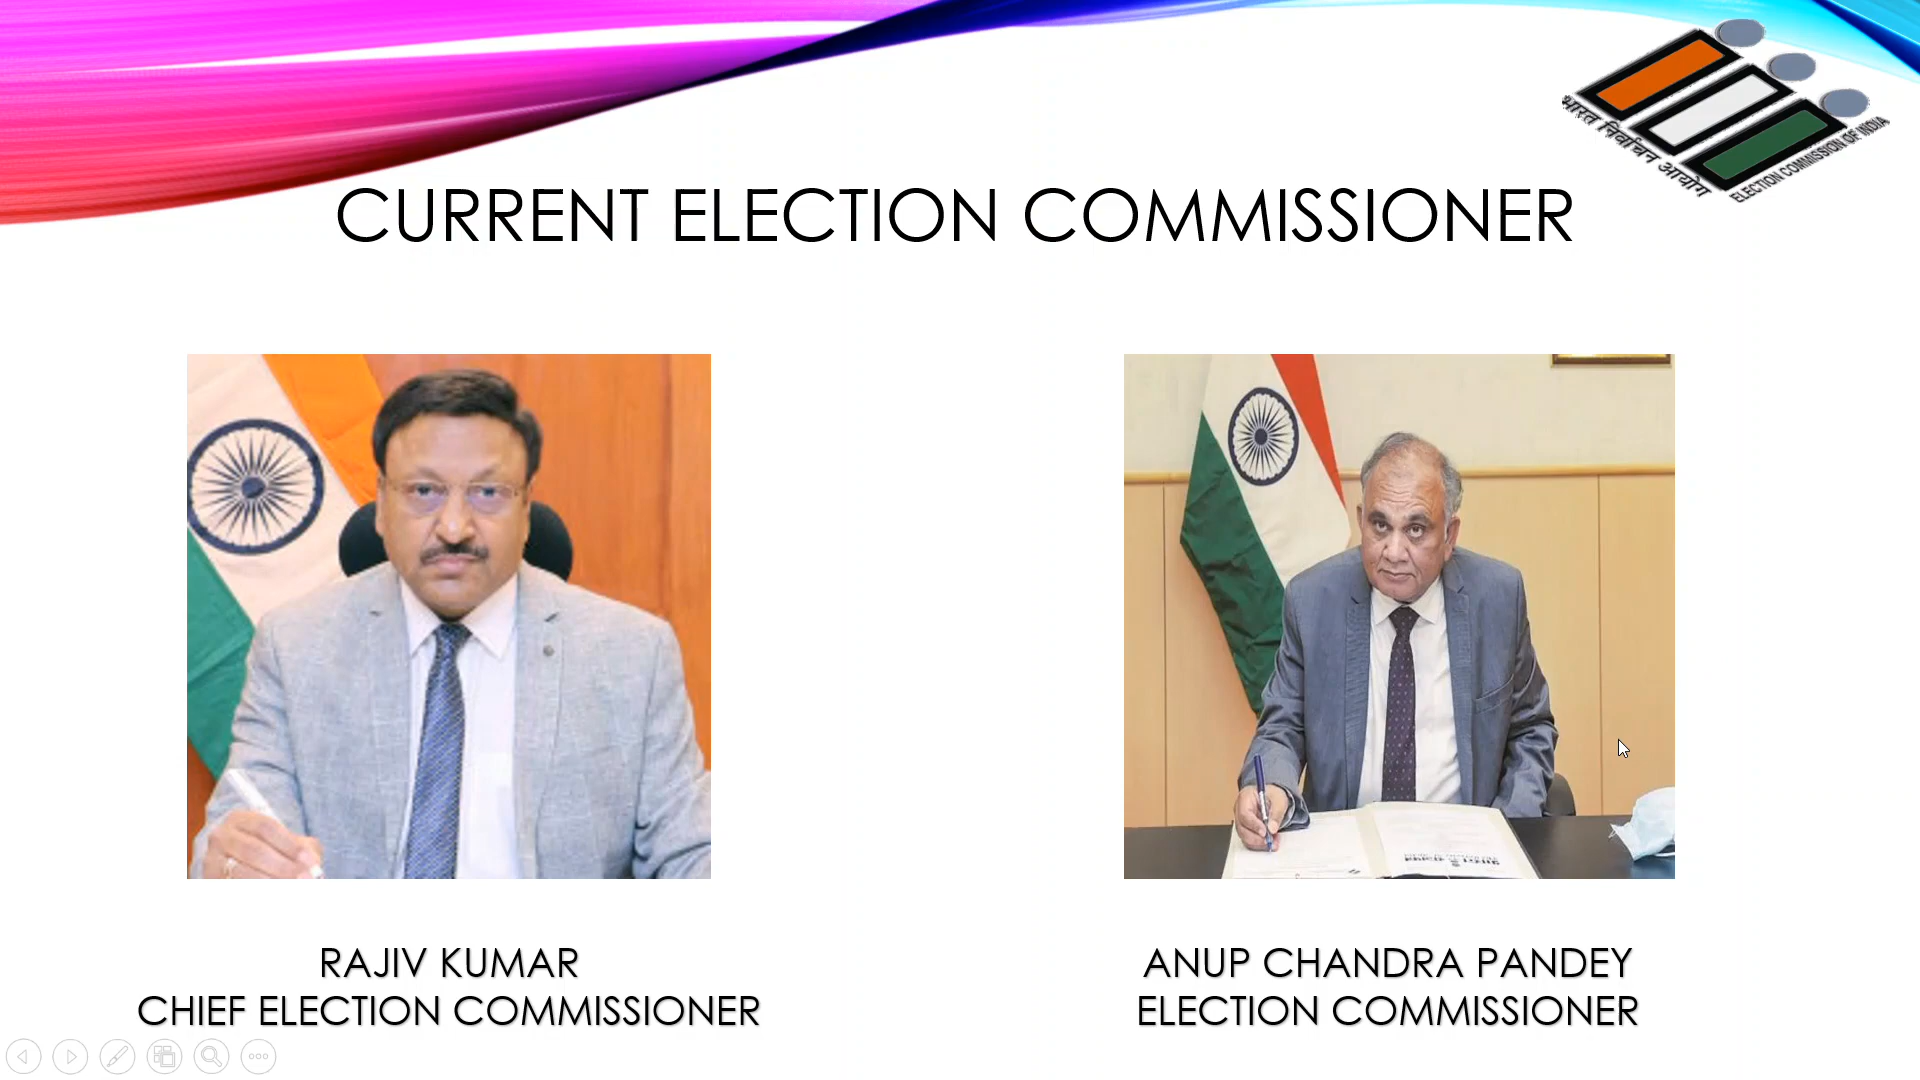 भारत निर्वाचन आयोग
ELECTION COMMISSION OF INDIA
CURRENT ELECTION COMMISSIONER
RAJIV KUMAR
CHIEF ELECTION COMMISSIONER
ANUP CHANDRA PANDEY
ELECTION COMMISSIONER